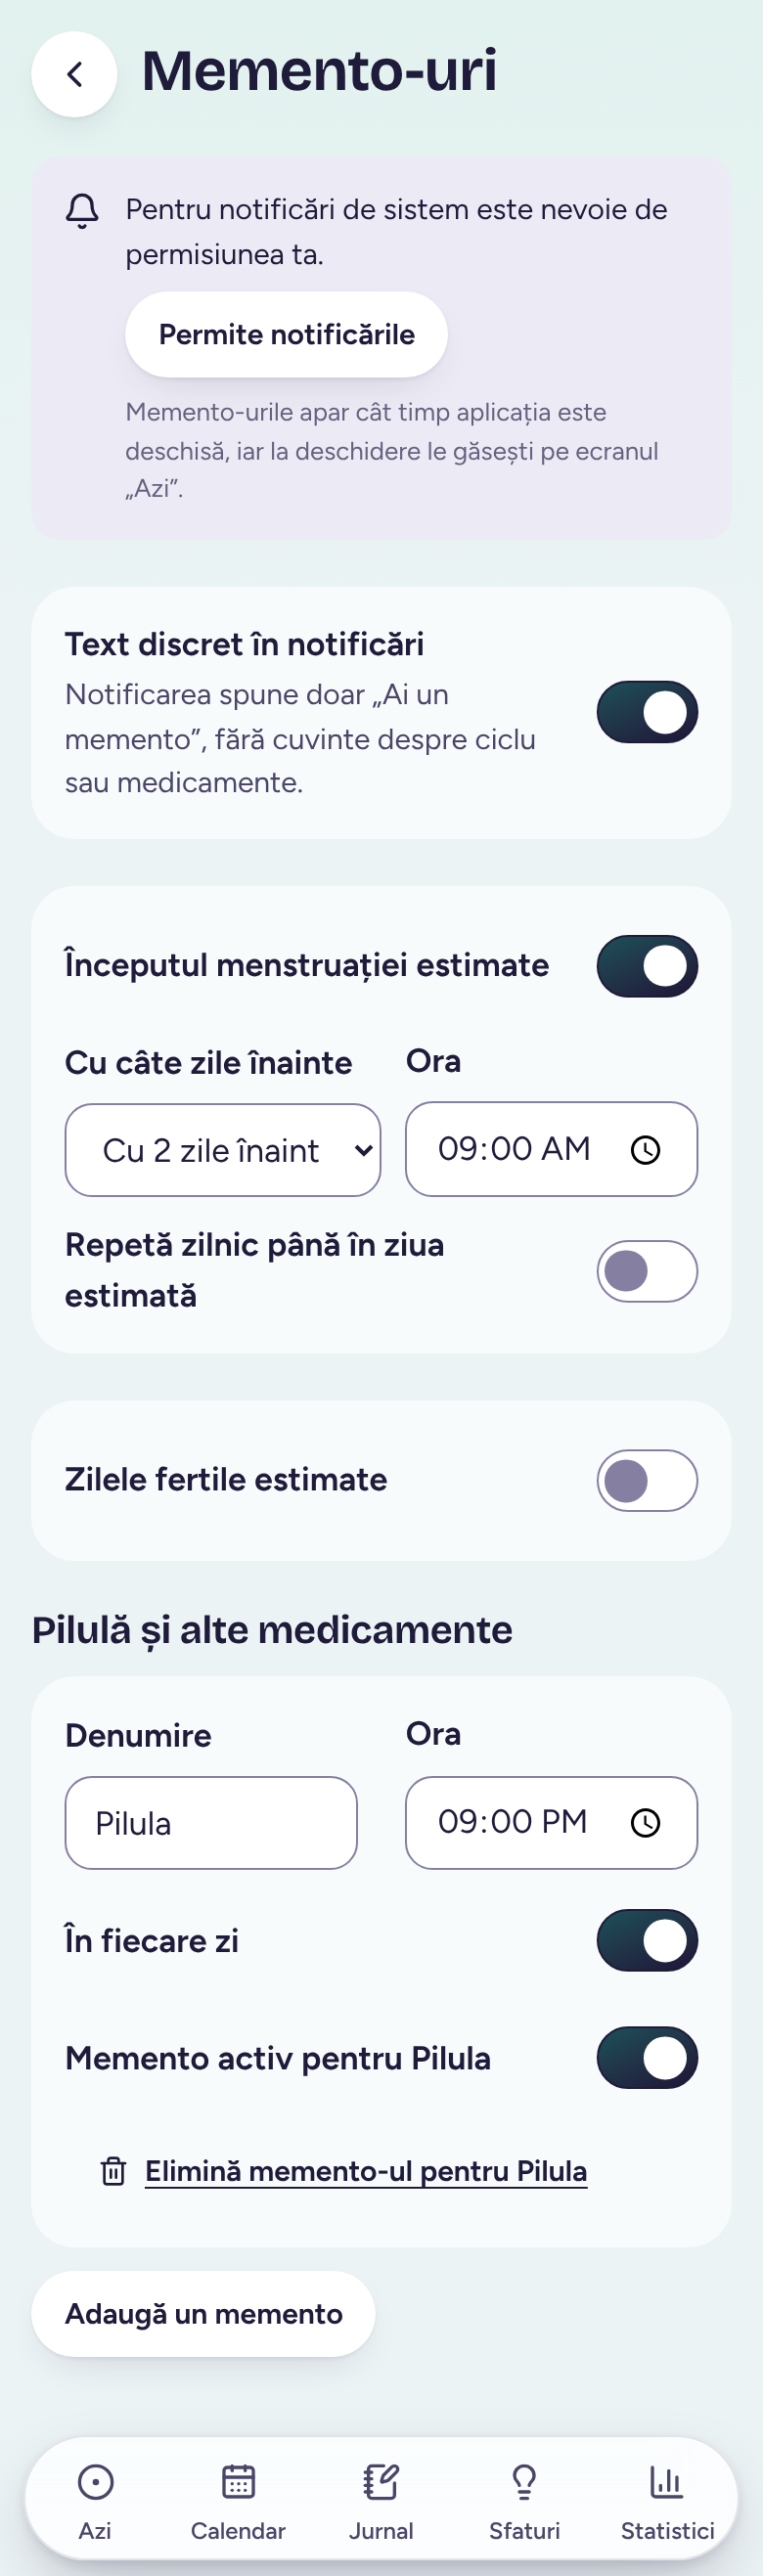 Memento-uri
Pentru notificări de sistem este nevoie de
permisiunea ta.
Permite notificările
Memento-urile apar cât timp aplicația este
deschisă, iar la deschidere le găsești pe ecranul
„Azi”.
Text discret în notificări
Notificarea spune doar „Ai un
memento”, fără cuvinte despre ciclu
sau medicamente.
Începutul menstruației estimate
Cu câte zile înainte
Ora
Cu 2 zile înaint
09:00 AM
Repetă zilnic până în ziua
estimată
Zilele fertile estimate
Pilulă și alte medicamente
Denumire
Ora
Pilula
09:00 PM
În fiecare zi
Memento activ pentru Pilula
Elimină memento-ul pentru Pilula
Adaugă un memento
Azi
Calendar
Jurnal
Sfaturi
Statistici